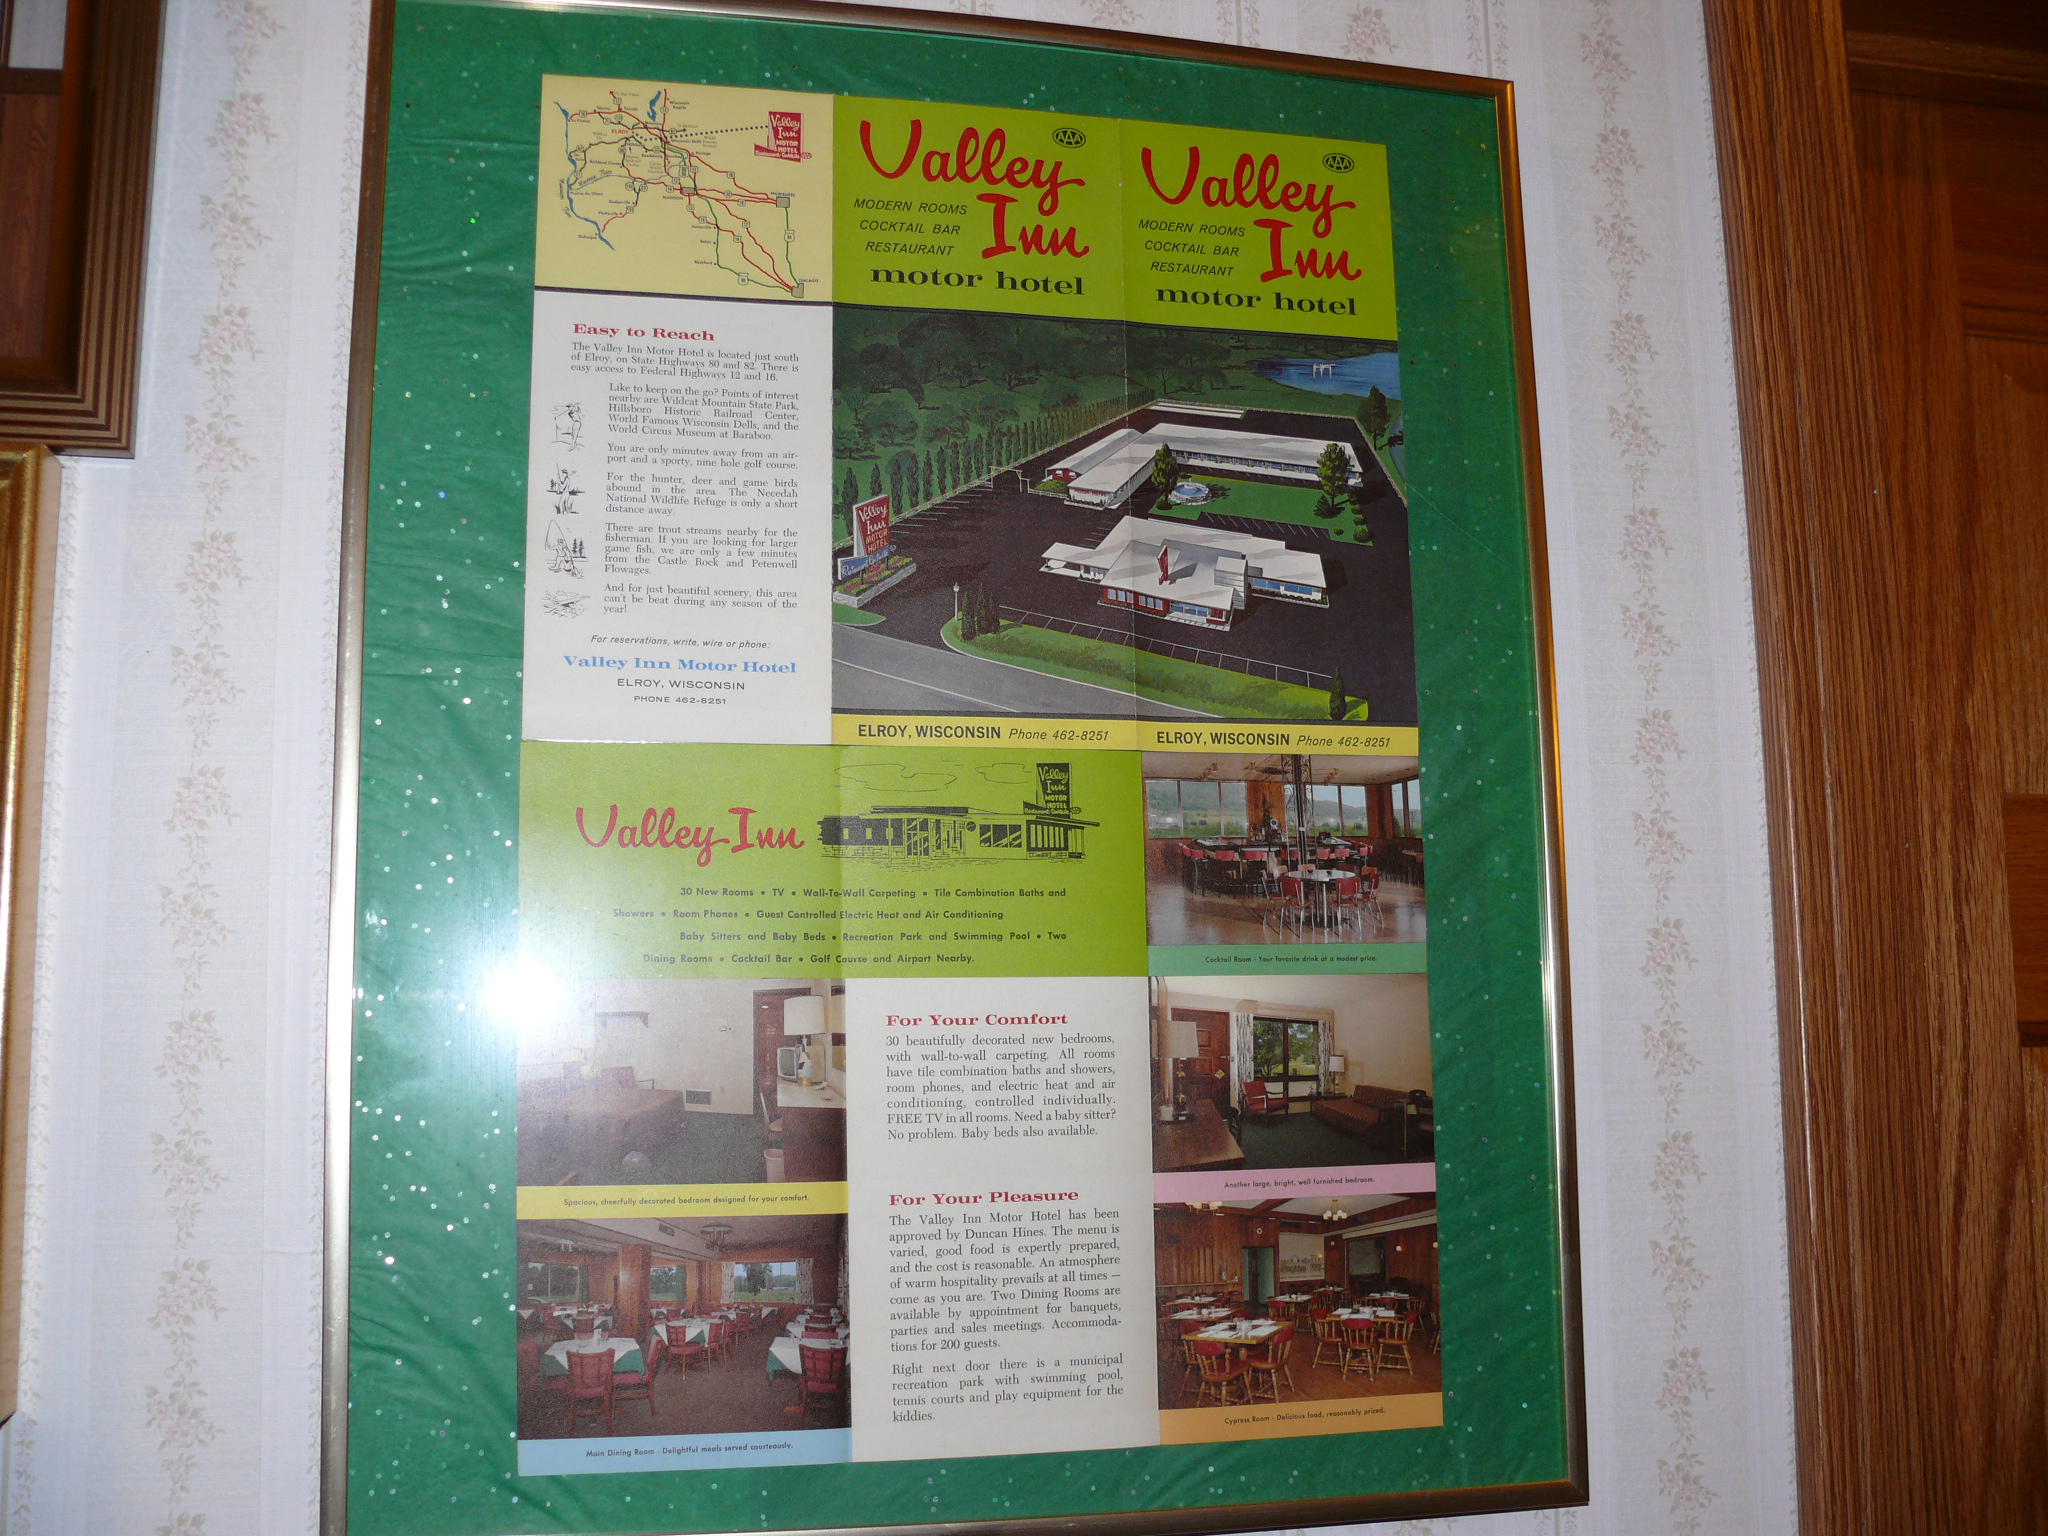 Valley
Inn
MOTOR
HOTEL
ELROY
MADISON
MILWAUKEE
CHICAGO
Easy to Reach
The Valley Inn Motor Hotel is located just south
of Elroy, on State Highways 80 and 82. There is
easy access to Federal Highways 12 and 16.
Like to keep on the go? Points of interest
nearby are Wildcat Mountain State Park,
Hillsboro Historic Railroad Center,
World Famous Wisconsin Dells, and the
World Circus Museum at Baraboo.
You are only minutes away from an air-
port and a sporty, nine hole golf course.
For the hunter, deer and game birds
abound in the area. The Necedah
National Wildlife Refuge is only a short
distance away.
There are trout streams nearby for the
fisherman. If you are looking for larger
game fish, we are only a few minutes
from the Castle Rock and Petenwell
Flowages.
And for just beautiful scenery, this area
can't be beat during any season of the
year!
For reservations, write, wire or phone:
Valley Inn Motor Hotel
ELROY, WISCONSIN
PHONE 462-8251
AAA
Valley
Inn
MODERN ROOMS
COCKTAIL BAR
RESTAURANT
motor hotel
Valley
Inn
MOTOR
HOTEL
ELROY, WISCONSIN Phone 462-8251
AAA
Valley
Inn
MODERN ROOMS
COCKTAIL BAR
RESTAURANT
motor hotel
ELROY, WISCONSIN Phone 462-8251
Valley Inn
Valley
Inn
MOTOR
HOTEL
30 New Rooms • TV • Wall-To-Wall Carpeting • Tile Combination Baths and
Showers • Room Phones • Guest Controlled Electric Heat and Air Conditioning
Baby Sitters and Baby Beds • Recreation Park and Swimming Pool • Two
Dining Rooms • Cocktail Bar • Golf Course and Airport Nearby.
Cocktail Room - Your favorite drink at a modest price.
Spacious, cheerfully decorated bedroom designed for your comfort.
Main Dining Room - Delightful meals served courteously.
For Your Comfort
30 beautifully decorated new bedrooms,
with wall-to-wall carpeting. All rooms
have tile combination baths and showers,
room phones, and electric heat and air
conditioning, controlled individually.
FREE TV in all rooms. Need a baby sitter?
No problem. Baby beds also available.
For Your Pleasure
The Valley Inn Motor Hotel has been
approved by Duncan Hines. The menu is
varied, good food is expertly prepared,
and the cost is reasonable. An atmosphere
of warm hospitality prevails at all times —
come as you are. Two Dining Rooms are
available by appointment for banquets,
parties and sales meetings. Accommoda-
tions for 200 guests.
Right next door there is a municipal
recreation park with swimming pool,
tennis courts and play equipment for the
kiddies.
Another large, bright, well furnished bedroom.
Cypress Room - Delicious food, reasonably priced.